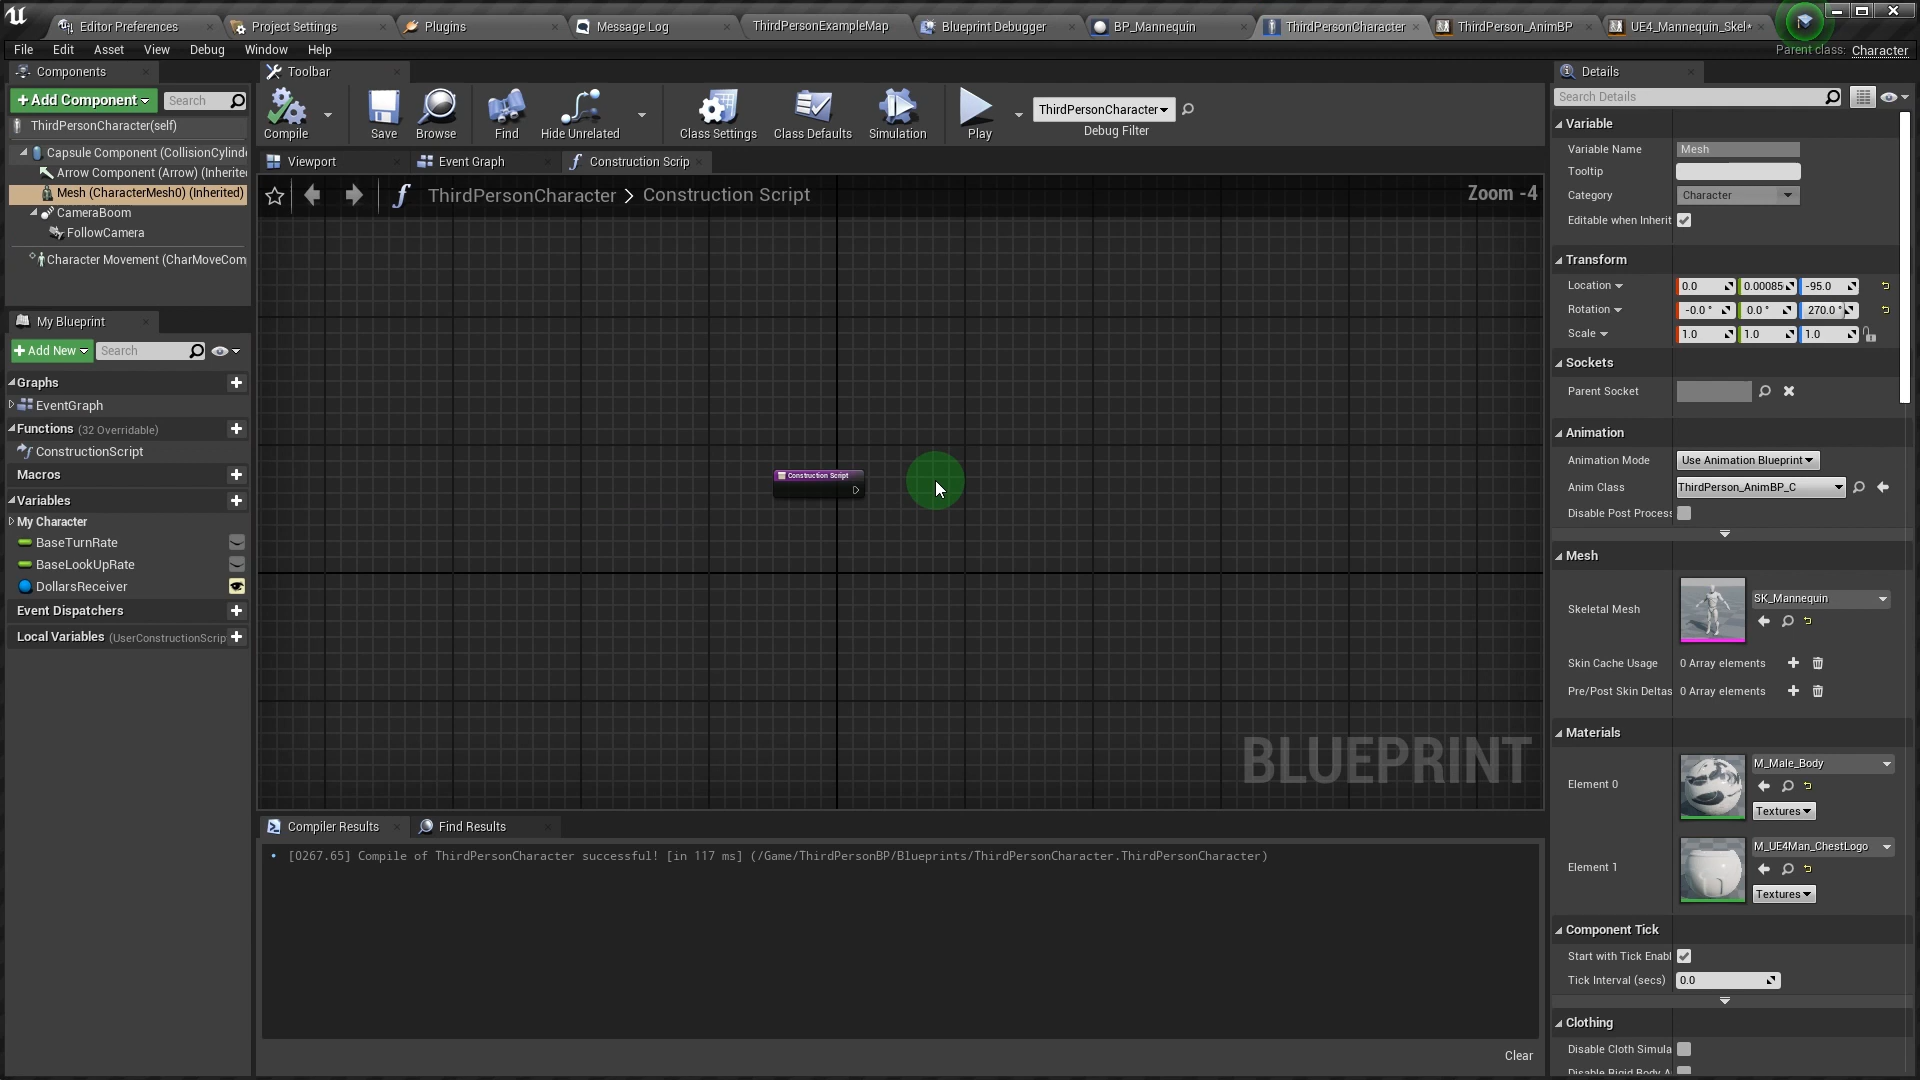 Editor Preferences
Project Settings
Plugins
Message Log
ThirdPersonExampleMap
Blueprint Debugger
BP_Mannequin
ThirdPersonCharacter
ThirdPerson_AnimBP
UE4_Mannequin_Skel*
File Edit Asset View Debug Window Help
Parent class: Character
Components
+Add Component
Search
ThirdPersonCharacter(self)
Capsule Component (CollisionCylinde
Arrow Component (Arrow) (Inherite
Mesh (CharacterMesh0) (Inherited)
CameraBoom
FollowCamera
Character Movement (CharMoveCom
My Blueprint
+Add New
Search
Graphs
EventGraph
Functions (32 Overridable)
ConstructionScript
Macros
Variables
My Character
BaseTurnRate
BaseLookUpRate
DollarsReceiver
Event Dispatchers
Local Variables (UserConstructionScrip
Toolbar
Compile
Save
Browse
Find
Hide Unrelated
Class Settings
Class Defaults
Simulation
Play
ThirdPersonCharacter
Debug Filter
Viewport
Event Graph
Construction Scrip
ThirdPersonCharacter > Construction Script
Zoom -4
Construction Script
BLUEPRINT
Compiler Results
Find Results
[0267.65] Compile of ThirdPersonCharacter successful! [in 117 ms] (/Game/ThirdPersonBP/Blueprints/ThirdPersonCharacter.ThirdPersonCharacter)
Clear
Details
Search Details
Variable
Variable Name Mesh
Tooltip
Category Character
Editable when Inherit
Transform
Location 0.0 0.00085 -95.0
Rotation -0.0 ° 0.0 ° 270.0 °
Scale 1.0 1.0 1.0
Sockets
Parent Socket
Animation
Animation Mode Use Animation Blueprint
Anim Class ThirdPerson_AnimBP_C
Disable Post Process
Mesh
Skeletal Mesh SK_Mannequin
Skin Cache Usage 0 Array elements
Pre/Post Skin Deltas 0 Array elements
Materials
Element 0 M_Male_Body
Textures
Element 1 M_UE4Man_ChestLogo
Textures
Component Tick
Start with Tick Enabl
Tick Interval (secs) 0.0
Clothing
Disable Cloth Simula
Disable Rigid Body A